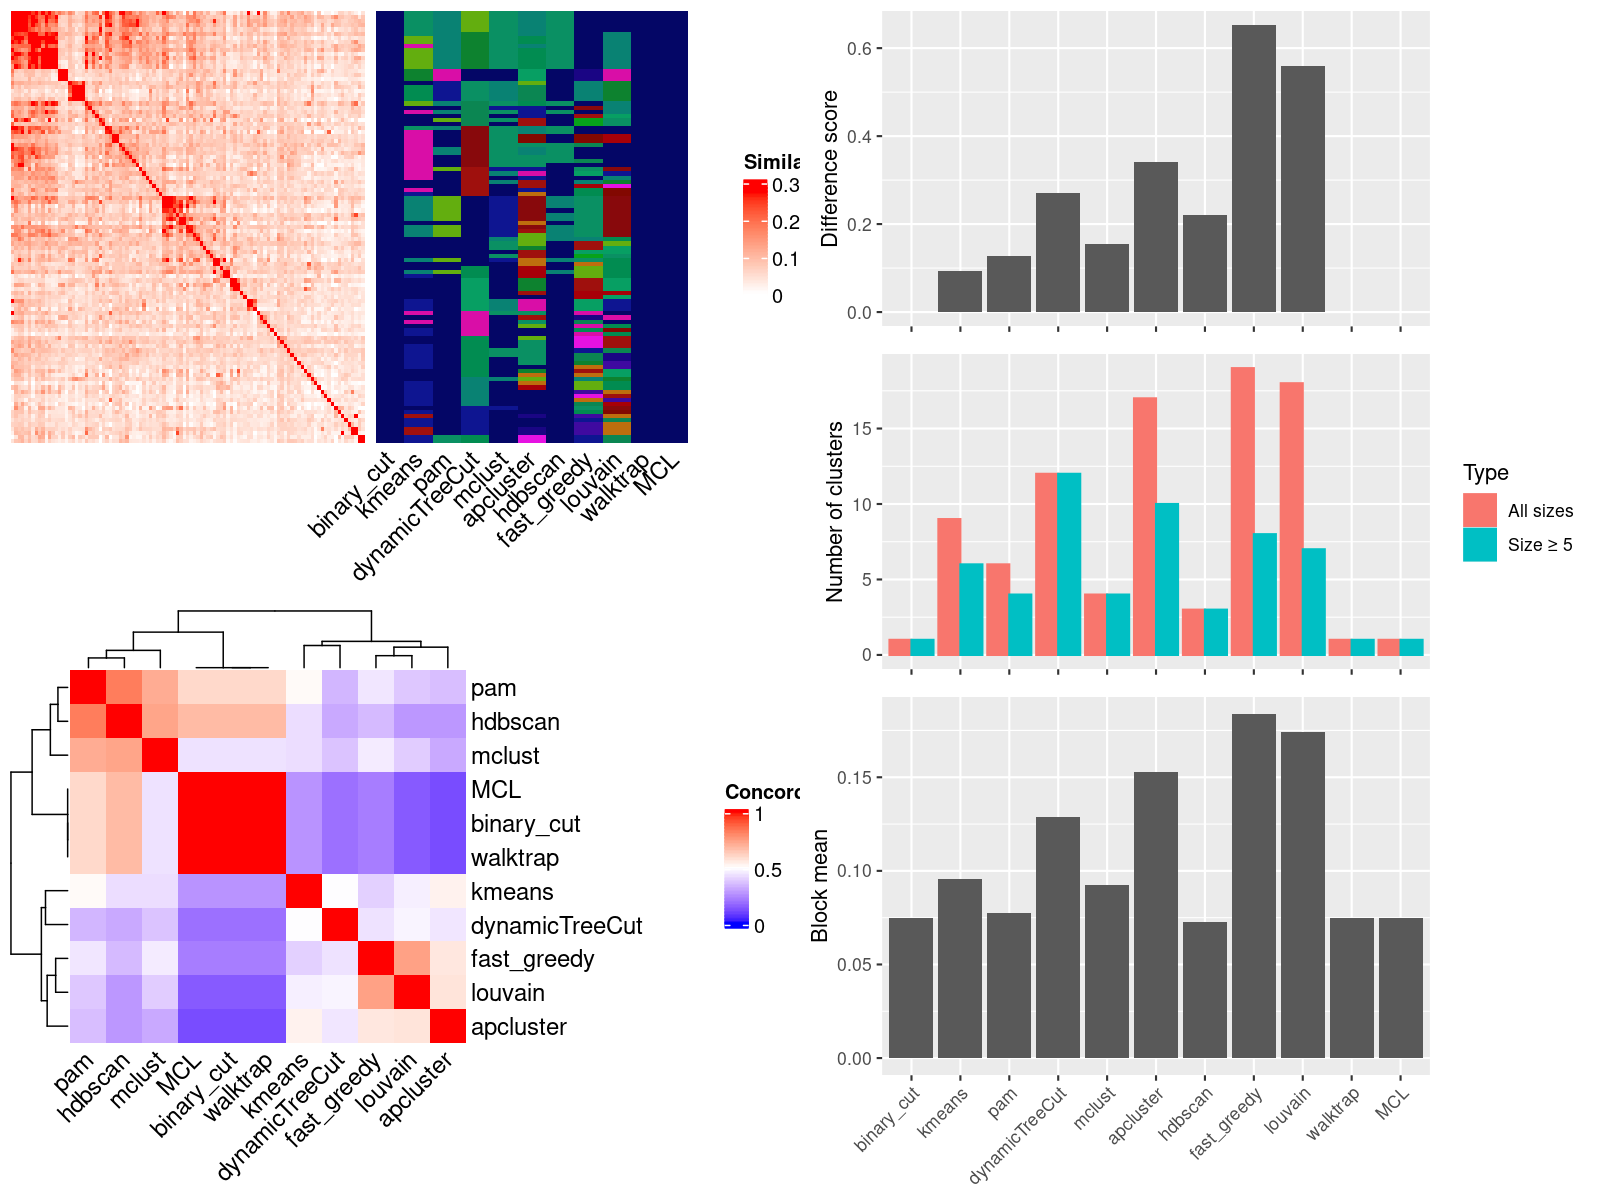 Simila
0.3
0.2
0.1
0
binary_cut
kmeans
pam
dynamicTreeCut
mclust
apcluster
hdbscan
fast_greedy
louvain
walktrap
MCL
pam
hdbscan
mclust
MCL
binary_cut
walktrap
kmeans
dynamicTreeCut
fast_greedy
louvain
apcluster
pam
hdbscan
mclust
MCL
binary_cut
walktrap
kmeans
dynamicTreeCut
fast_greedy
louvain
apcluster
Concord
1
0.5
0
Difference score
0.6
0.4
0.2
0.0
Number of clusters
15
10
5
0
Type
All sizes
Size ≥ 5
Block mean
0.15
0.10
0.05
0.00
binary_cut
kmeans
pam
dynamicTreeCut
mclust
apcluster
hdbscan
fast_greedy
louvain
walktrap
MCL